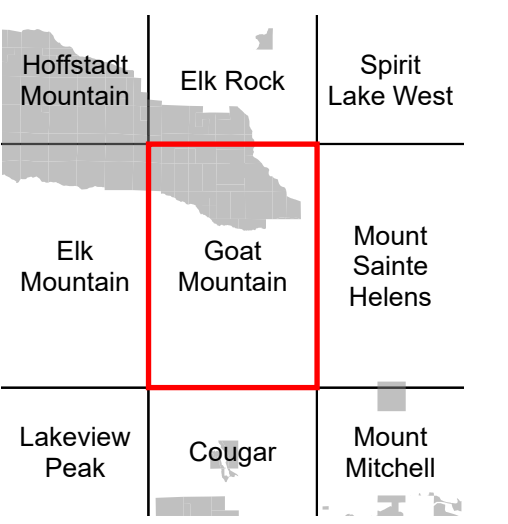 Hoffstadt
Mountain
Elk Rock
Spirit
Lake West
Elk
Mountain
Goat
Mountain
Mount
Sainte
Helens
Lakeview
Peak
Cougar
Mount
Mitchell